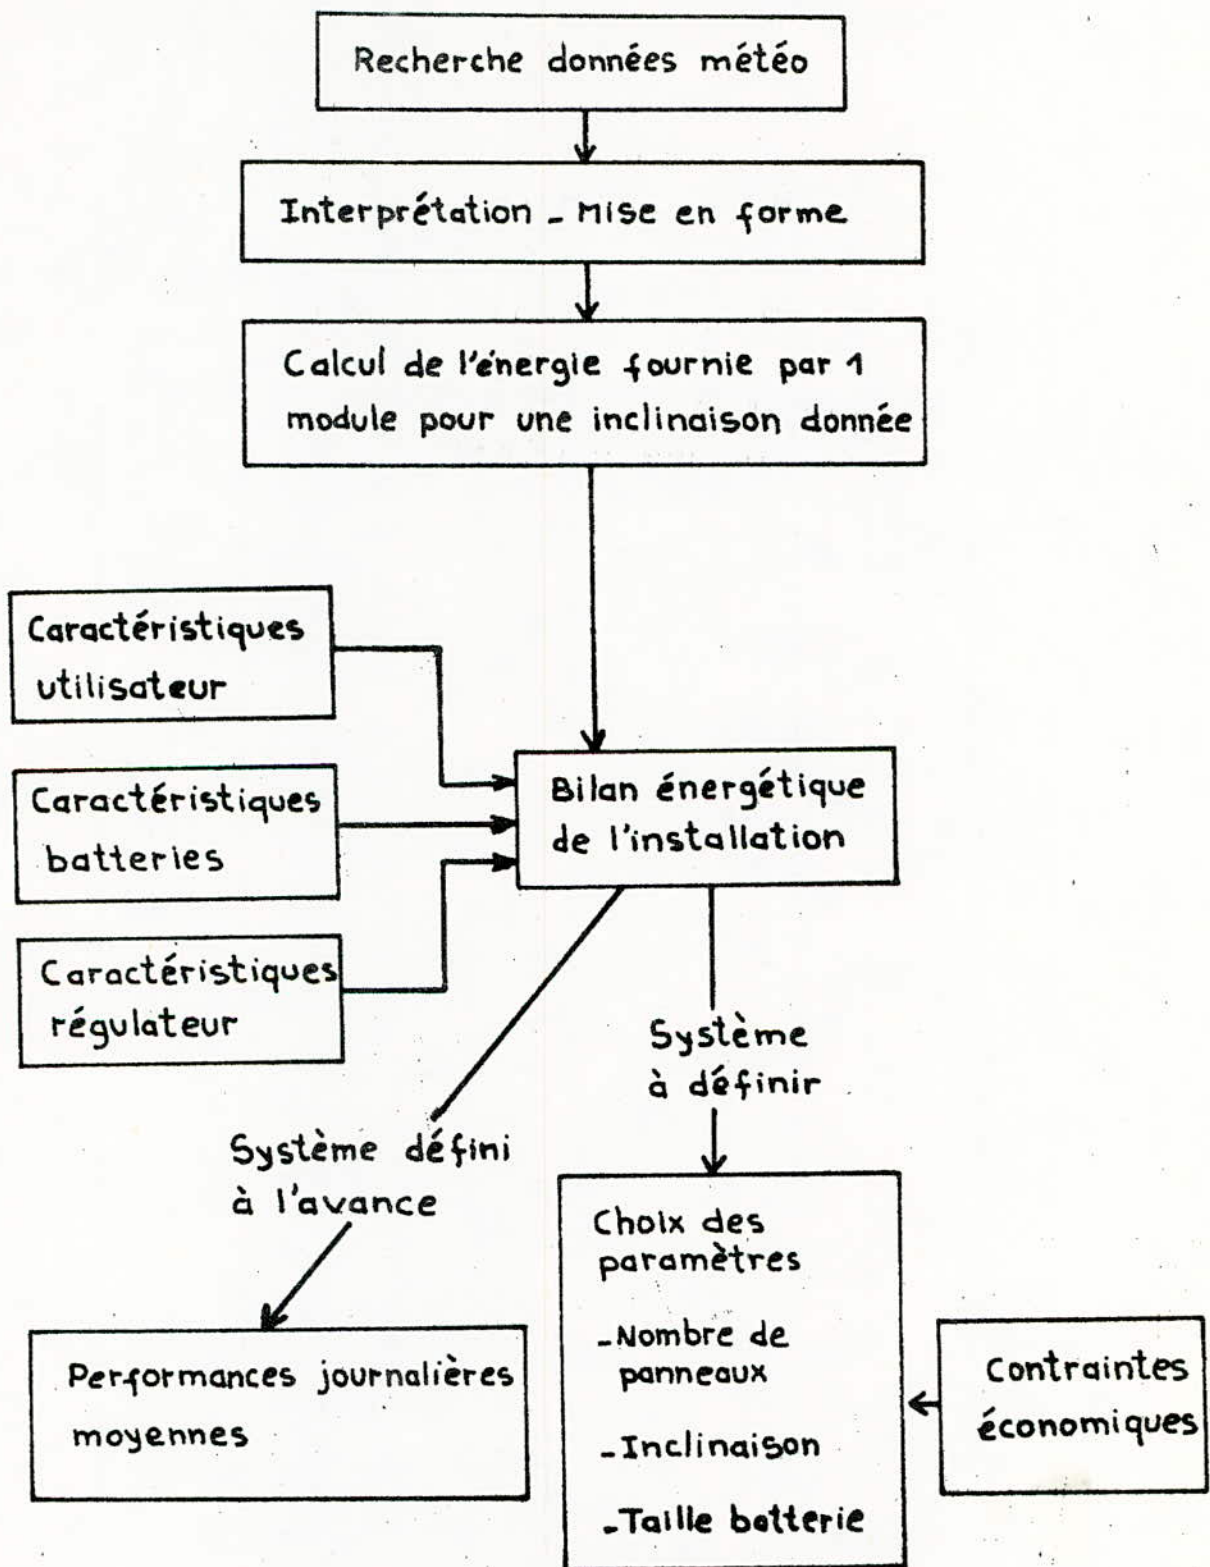 Recherche données météo
Interprétation - Mise en forme
Calcul de l'énergie fournie par 1
module pour une inclinaison donnée
Caractéristiques
utilisateur
Caractéristiques
batteries
Caractéristiques
régulateur
Bilan énergétique
de l'installation
Système défini
à l'avance
Système
à définir
Performances journalières
moyennes
Choix des
paramètres
-Nombre de
panneaux
-Inclinaison
-Taille batterie
Contraintes
économiques